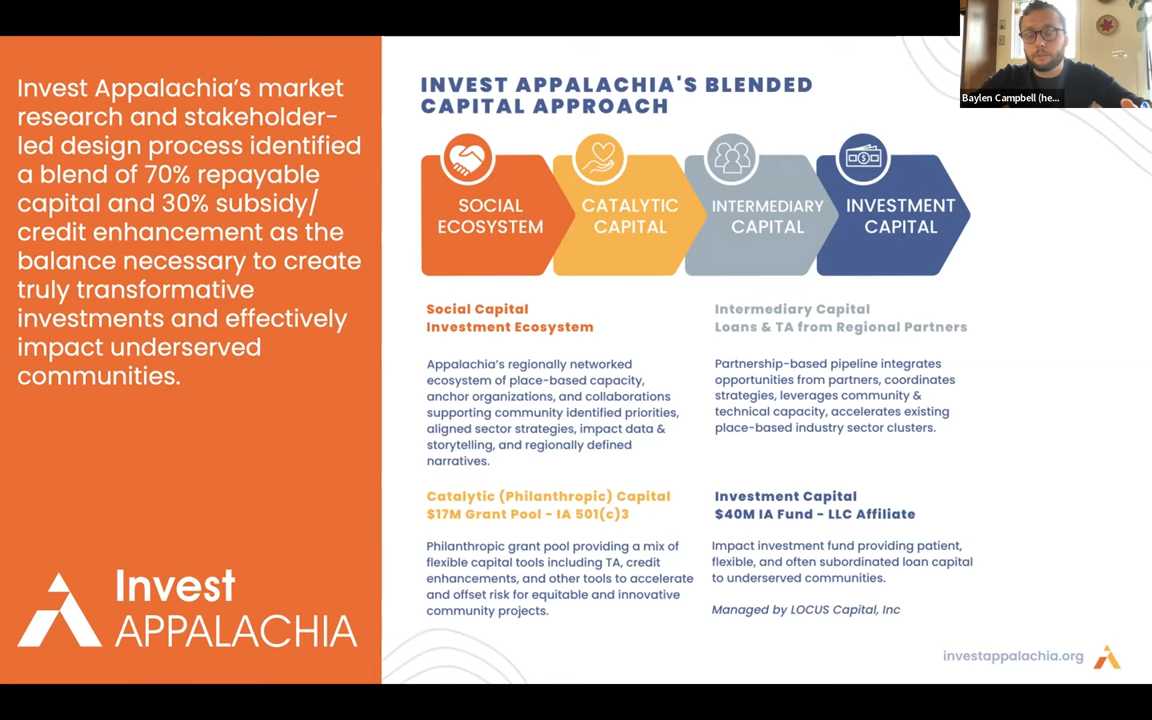 Invest Appalachia's market
research and stakeholder-
led design process identified
a blend of 70% repayable
capital and 30% subsidy/
credit enhancement as the
balance necessary to create
truly transformative
investments and effectively
impact underserved
communities.
Invest
APPALACHIA
INVEST APPALACHIA'S BLENDED
CAPITAL APPROACH
SOCIAL
ECOSYSTEM
CATALYTIC
CAPITAL
INTERMEDIARY
CAPITAL
INVESTMENT
CAPITAL
Social Capital
Investment Ecosystem
Appalachia's regionally networked
ecosystem of place-based capacity,
anchor organizations, and collaborations
supporting community identified priorities,
aligned sector strategies, impact data &
storytelling, and regionally defined
narratives.
Intermediary Capital
Loans & TA from Regional Partners
Partnership-based pipeline integrates
opportunities from partners, coordinates
strategies, leverages community &
technical capacity, accelerates existing
place-based industry sector clusters.
Catalytic (Philanthropic) Capital
$17M Grant Pool - IA 501(c)3
Philanthropic grant pool providing a mix of
flexible capital tools including TA, credit
enhancements, and other tools to accelerate
and offset risk for equitable and innovative
community projects.
Investment Capital
$40M IA Fund - LLC Affiliate
Impact investment fund providing patient,
flexible, and often subordinated loan capital
to underserved communities.
Managed by LOCUS Capital, Inc
investappalachia.org
Baylen Campbell (he...